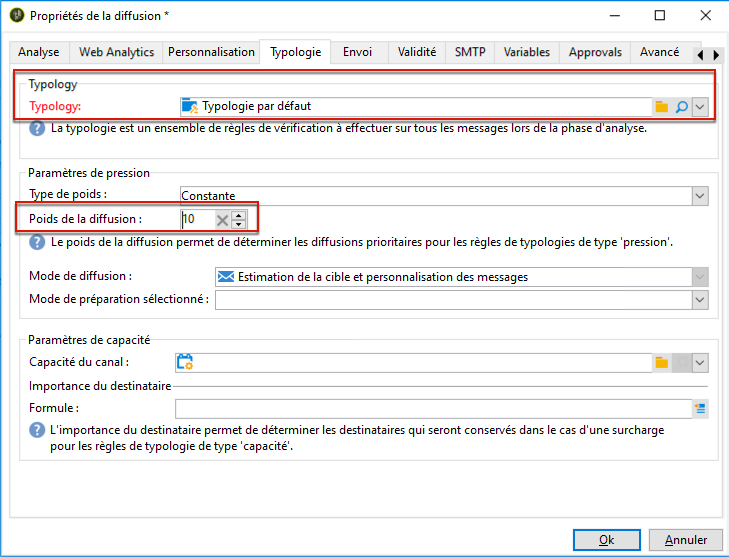 Propriétés de la diffusion *
Analyse Web Analytics Personnalisation Typologie Envoi Validité SMTP Variables Approvals Avancé
Typology
Typology: Typologie par défaut
? La typologie est un ensemble de règles de vérification à effectuer sur tous les messages lors de la phase d'analyse.
Paramètres de pression
Type de poids : Constante
Poids de la diffusion : 10
? Le poids de la diffusion permet de déterminer les diffusions prioritaires pour les règles de typologies de type 'pression'.
Mode de diffusion : Estimation de la cible et personnalisation des messages
Mode de préparation sélectionné :
Paramètres de capacité
Capacité du canal :
Importance du destinataire
Formule :
? L'importance du destinataire permet de déterminer les destinataires qui seront conservés dans le cas d'une surcharge
pour les règles de typologie de type 'capacité'.
Ok Annuler